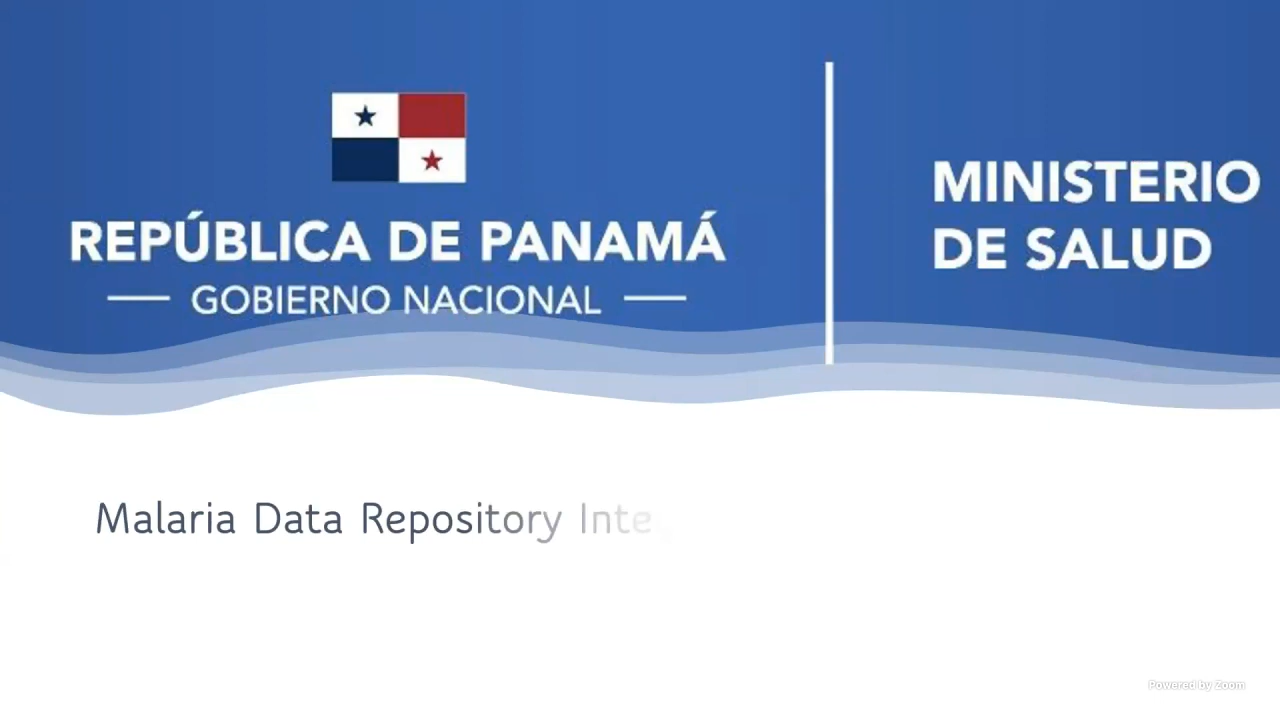 REPÚBLICA DE PANAMÁ
GOBIERNO NACIONAL
MINISTERIO
DE SALUD
Malaria Data Repository
Powered by Zoom